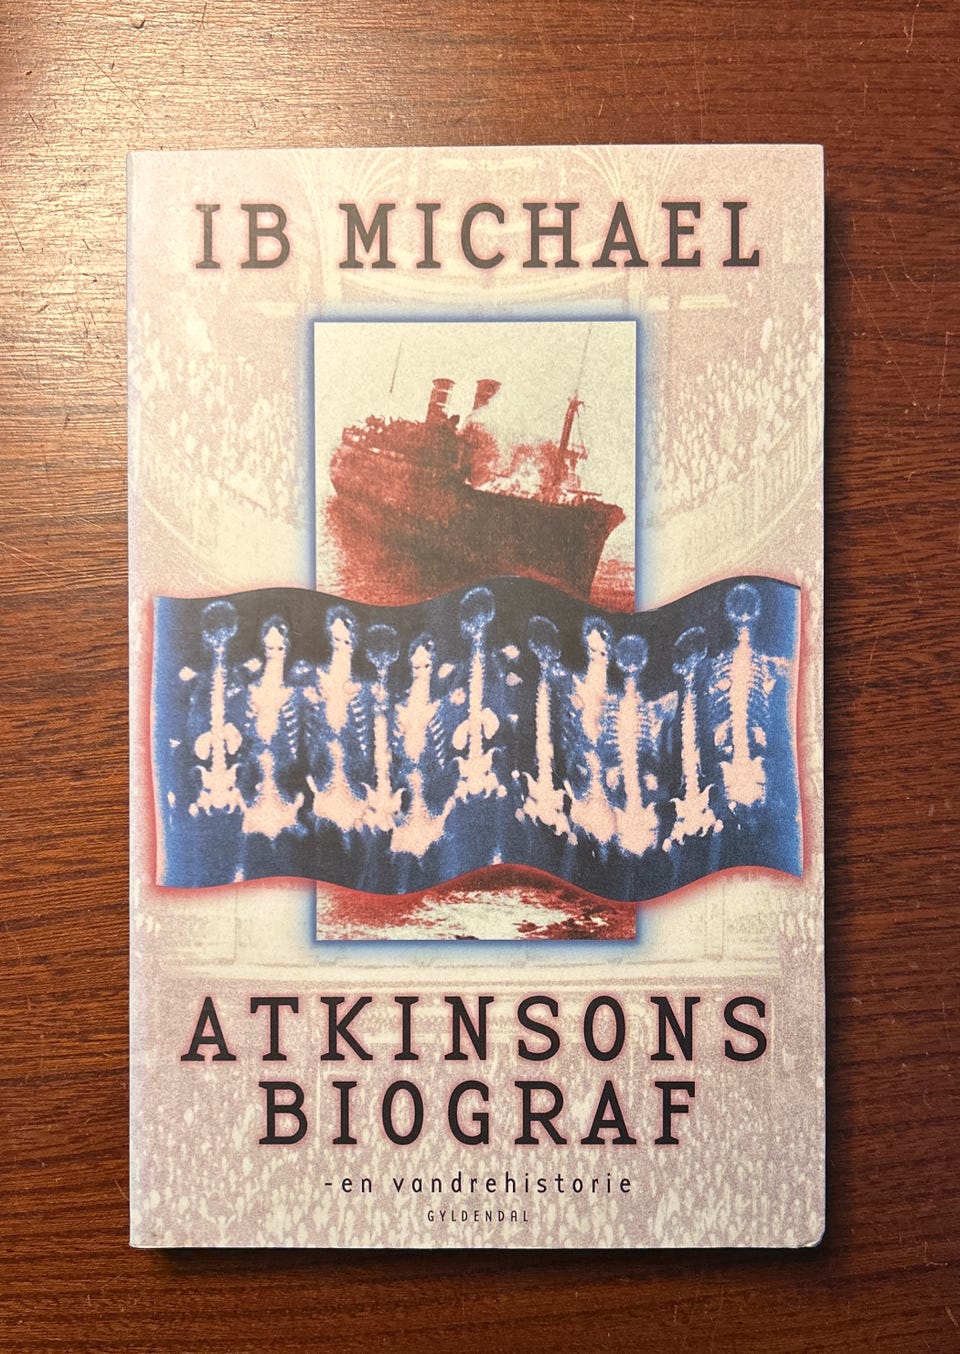 IB MICHAEL
ATKINSONS
BIOGRAF
-en vandrehistorie
GYLDENDAL